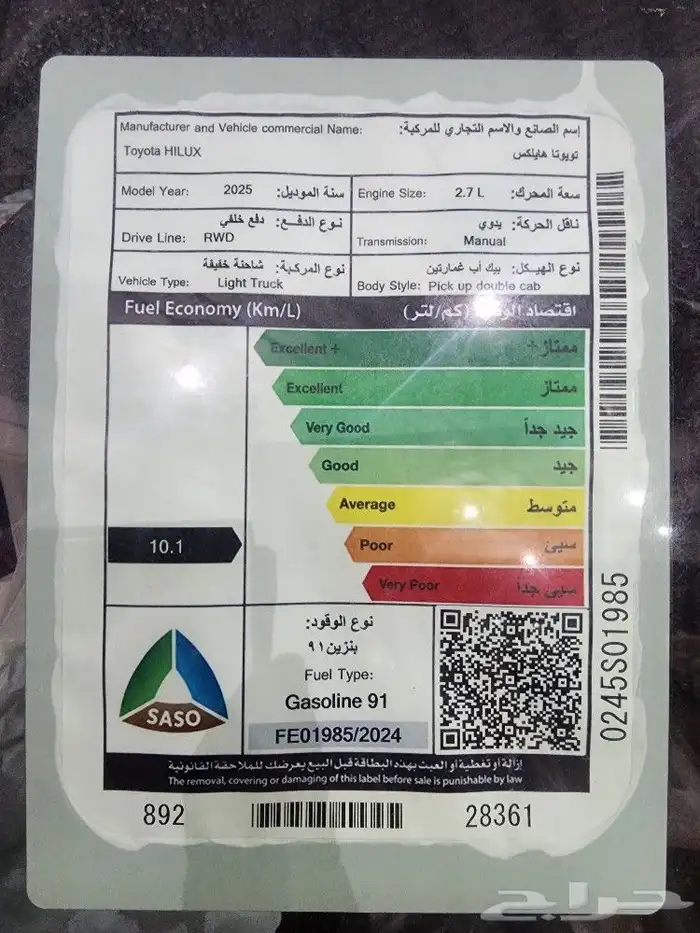 Manufacturer and Vehicle commercial Name: إسم الصانع والاسم التجاري للمركبة:
Toyota HILUX تويوتا هايلكس
Model Year: 2025 سنة الموديل:
Engine Size: 2.7 L سعة المحرك:
نوع الدفع: دفع خلفي
Drive Line: RWD
ناقل الحركة: يدوي
Transmission: Manual
نوع المركبة: شاحنة خفيفة
Vehicle Type: Light Truck
نوع الهيكل: بيك أب غمارتين
Body Style: Pick up double cab
Fuel Economy (Km/L) اقتصاد (كم/لتر)
Excellent + ممتاز+
Excellent ممتاز
Very Good جيد جداً
Good جيد
Average متوسط
10.1
Poor سيئ
Very Poor سيئ جداً
SASO
نوع الوقود:
بنزين ٩١
Fuel Type:
Gasoline 91
FE01985/2024
إزالة أو تغطية أو العبث بهذه البطاقة قبل البيع يعرضك للملاحقة القانونية
The removal, covering or damaging of this label before sale is punishable by law
892 28361
0245S01985
حراج